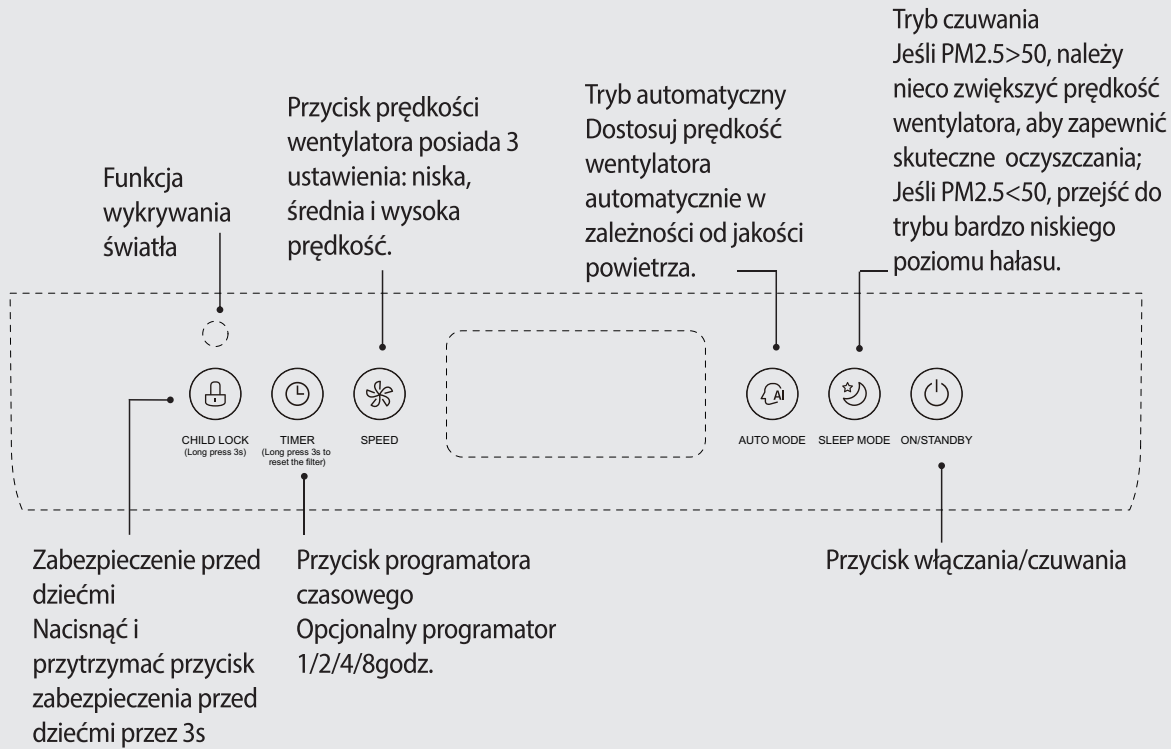 Tryb czuwania
Jeśli PM2.5>50, należy
nieco zwiększyć prędkość
wentylatora, aby zapewnić
skuteczne oczyszczania;
Jeśli PM2.5<50, przejść do
trybu bardzo niskiego
poziomu hałasu.
Tryb automatyczny
Dostosuj prędkość
wentylatora
automatycznie w
zależności od jakości
powietrza.
Przycisk prędkości
wentylatora posiada 3
ustawienia: niska,
średnia i wysoka
prędkość.
Funkcja
wykrywania
światła
AI
CHILD LOCK
(Long press 3s)
TIMER
(Long press 3s to
reset the filter)
SPEED
AUTO MODE
SLEEP MODE
ON/STANDBY
Zabezpieczenie przed
dziećmi
Nacisnąć i
przytrzymać przycisk
zabezpieczenia przed
dziećmi przez 3s
Przycisk programatora
czasowego
Opcjonalny programator
1/2/4/8godz.
Przycisk włączania/czuwania